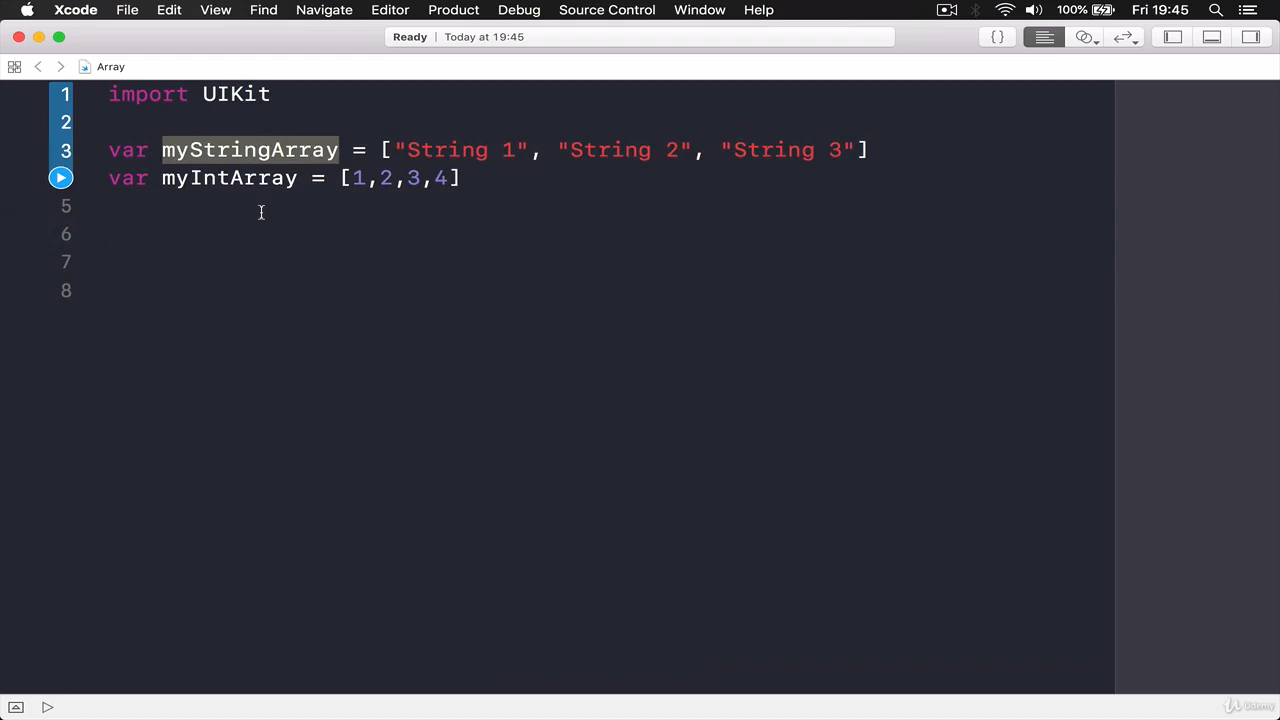 Xcode File Edit View Find Navigate Editor Product Debug Source Control Window Help 100% Fri 19:45
Ready | Today at 19:45
Array
1 import UIKit
2
3 var myStringArray = ["String 1", "String 2", "String 3"]
var myIntArray = [1,2,3,4]
5
6
7
8
Udemy